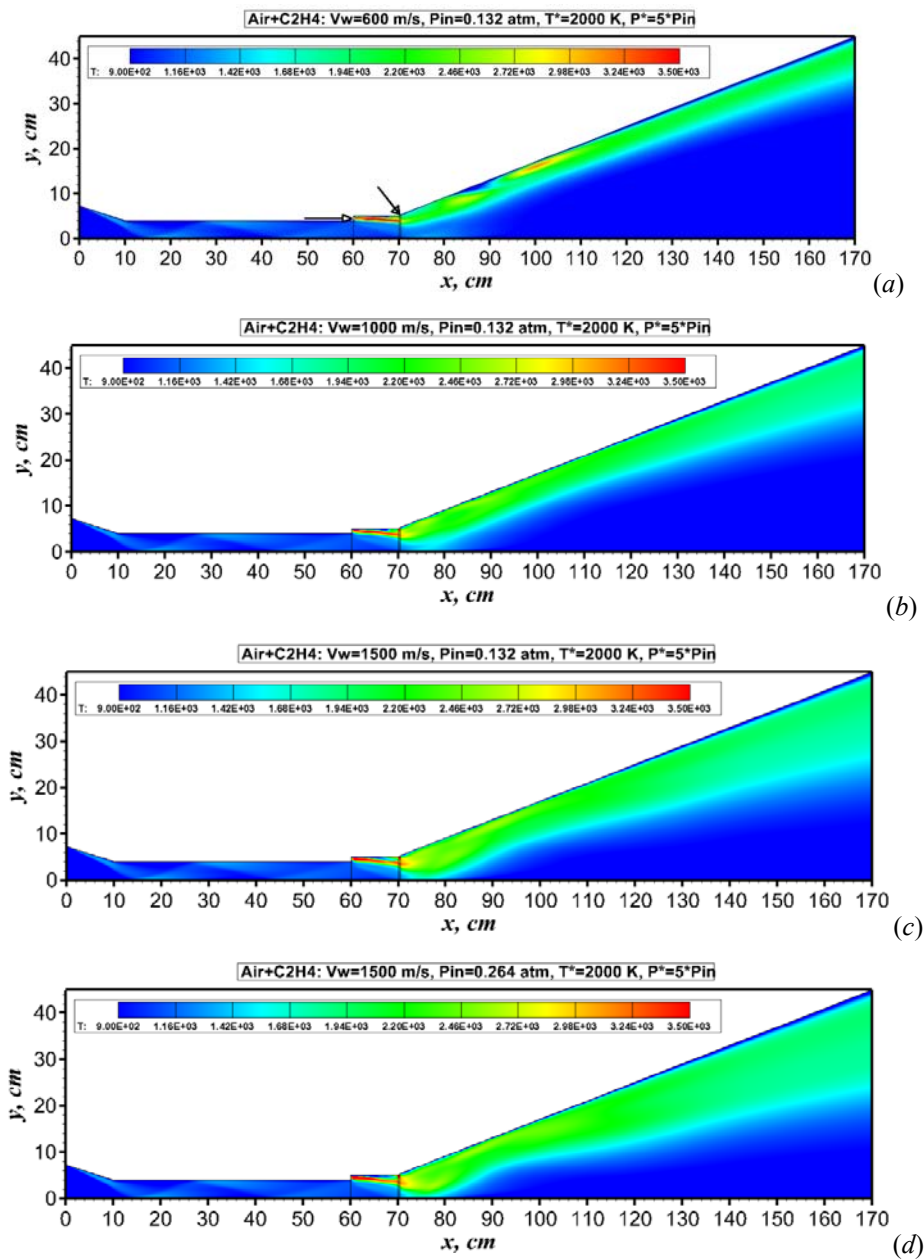 Air+C2H4: Vw=600 m/s, Pin=0.132 atm, T*=2000 K, P*=5*Pin
T: 9.00E+02 1.16E+03 1.42E+03 1.68E+03 1.94E+03 2.20E+03 2.46E+03 2.72E+03 2.98E+03 3.24E+03 3.50E+03
y, cm
40
30
20
10
0
0 10 20 30 40 50 60 70 80 90 100 110 120 130 140 150 160 170
x, cm
(a)
Air+C2H4: Vw=1000 m/s, Pin=0.132 atm, T*=2000 K, P*=5*Pin
T: 9.00E+02 1.16E+03 1.42E+03 1.68E+03 1.94E+03 2.20E+03 2.46E+03 2.72E+03 2.98E+03 3.24E+03 3.50E+03
y, cm
40
30
20
10
0
0 10 20 30 40 50 60 70 80 90 100 110 120 130 140 150 160 170
x, cm
(b)
Air+C2H4: Vw=1500 m/s, Pin=0.132 atm, T*=2000 K, P*=5*Pin
T: 9.00E+02 1.16E+03 1.42E+03 1.68E+03 1.94E+03 2.20E+03 2.46E+03 2.72E+03 2.98E+03 3.24E+03 3.50E+03
y, cm
40
30
20
10
0
0 10 20 30 40 50 60 70 80 90 100 110 120 130 140 150 160 170
x, cm
(c)
Air+C2H4: Vw=1500 m/s, Pin=0.264 atm, T*=2000 K, P*=5*Pin
T: 9.00E+02 1.16E+03 1.42E+03 1.68E+03 1.94E+03 2.20E+03 2.46E+03 2.72E+03 2.98E+03 3.24E+03 3.50E+03
y, cm
40
30
20
10
0
0 10 20 30 40 50 60 70 80 90 100 110 120 130 140 150 160 170
x, cm
(d)